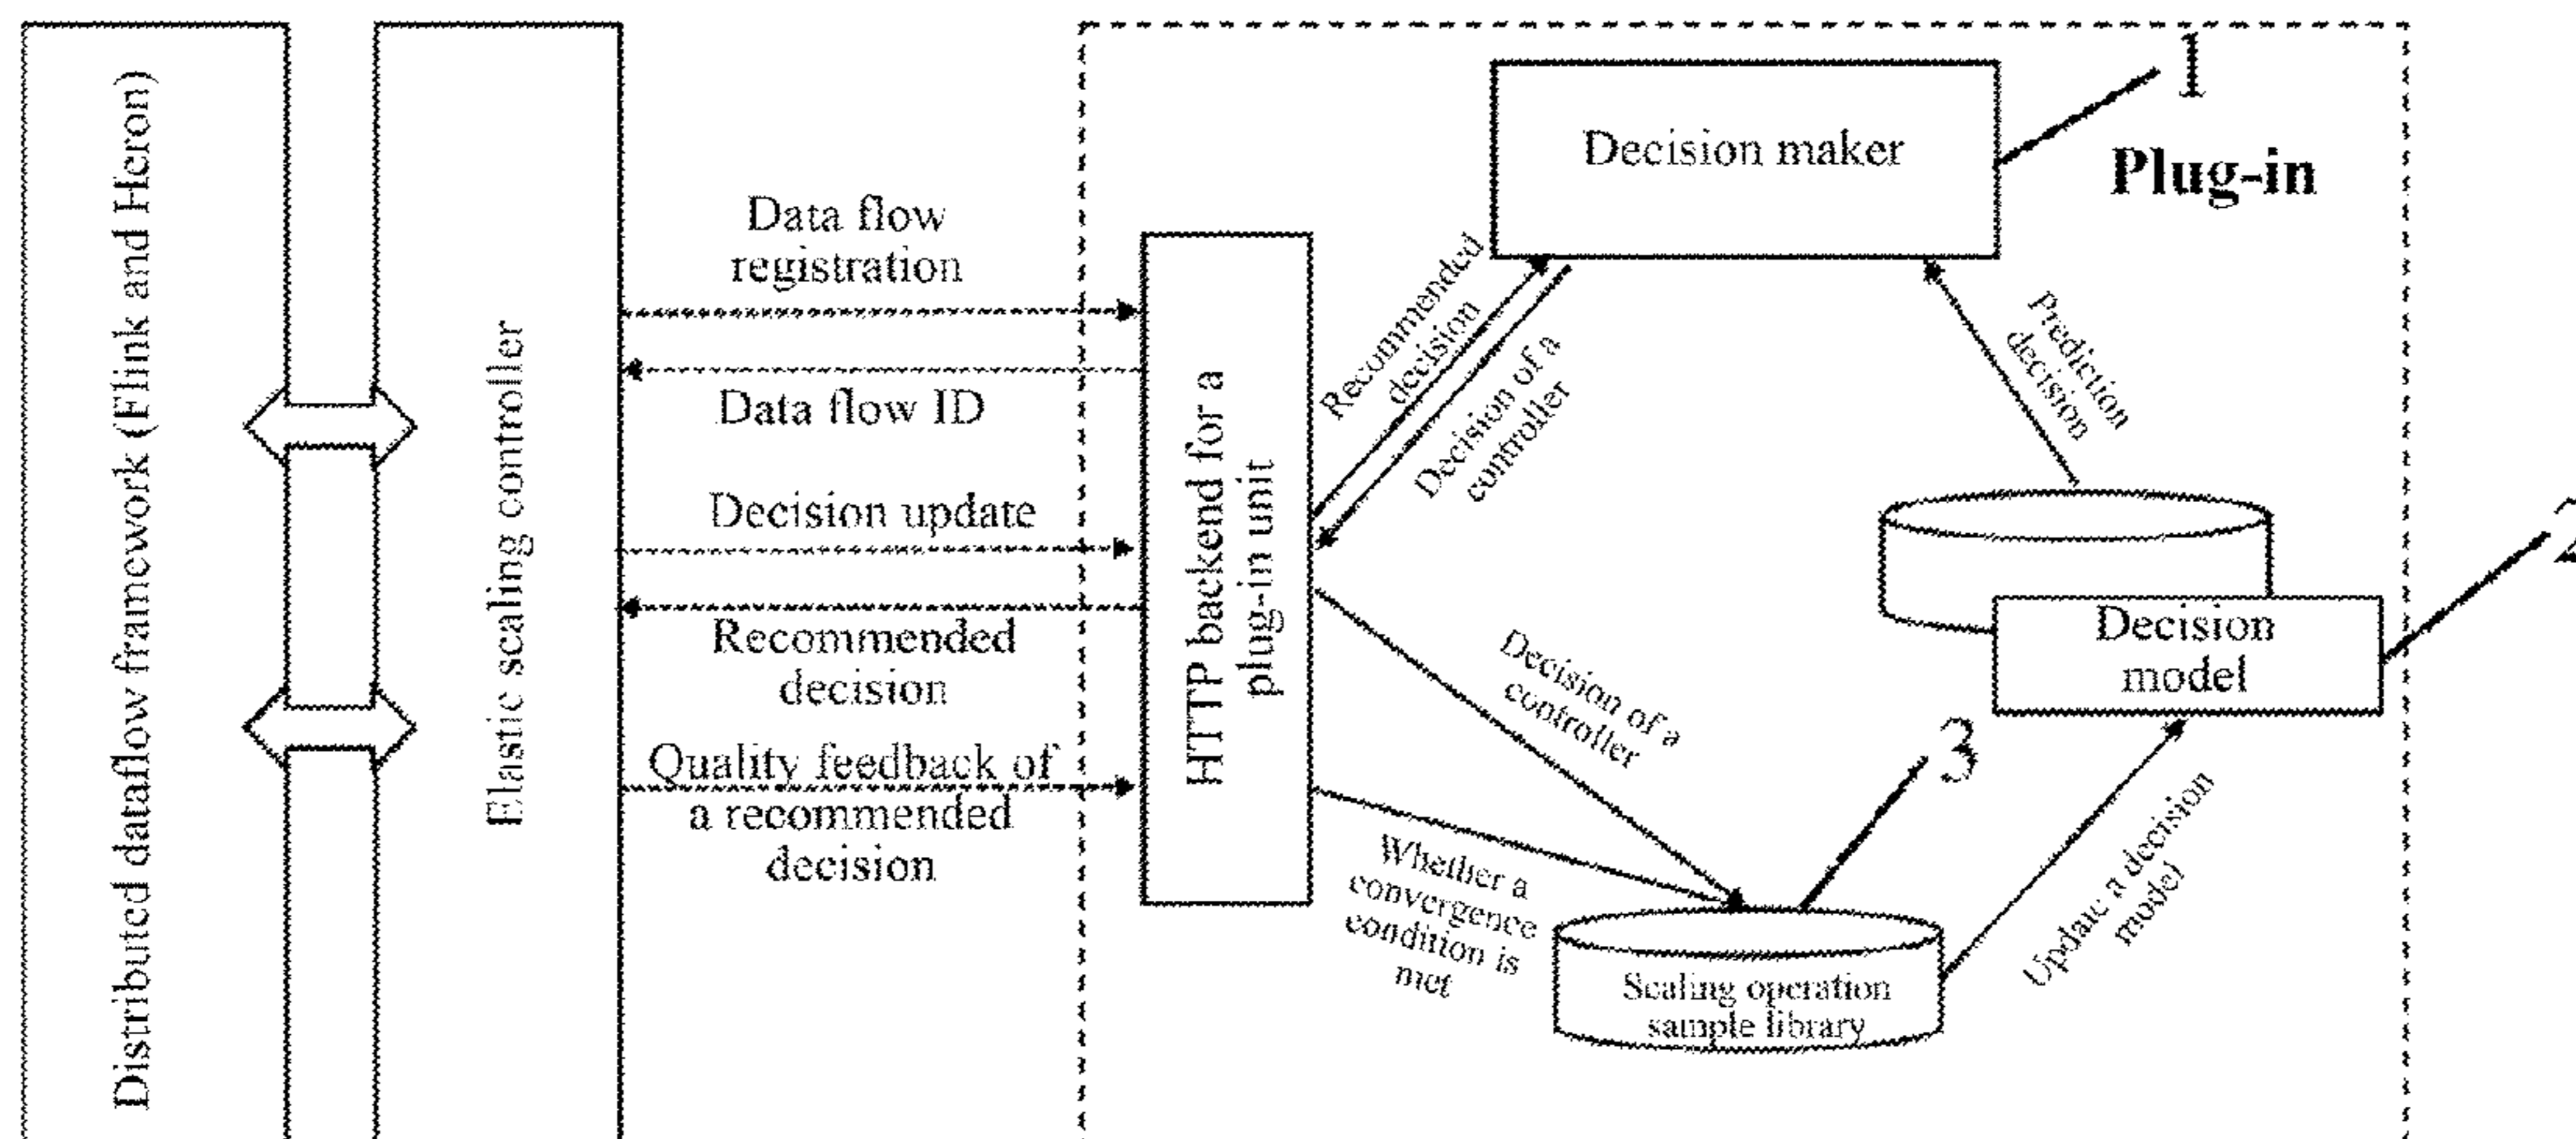 Distributed dataflow framework (Flink and Heron)
Elastic scaling controller
Data flow
registration
Data flow ID
Decision update
Recommended
decision
Quality feedback of
a recommended
decision
HTTP backend for a
plug-in unit
Decision maker
1
Plug-in
Recommended
decision
Decision of a
controller
Prediction
decision
Decision
model
2
Decision of a
controller
3
Whether a
convergence
condition is
met
Scaling operation
sample library
Update a decision
model